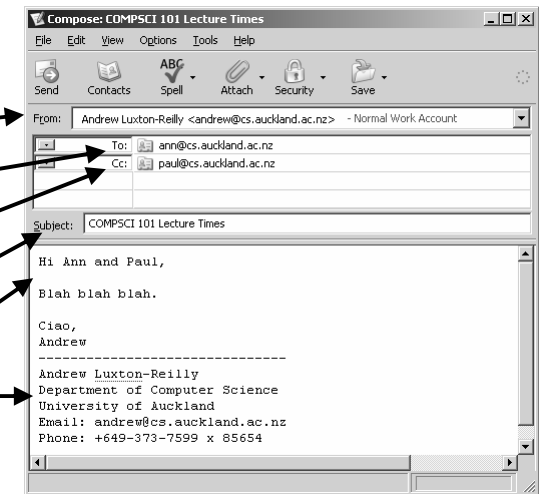 Compose: COMPSCI 101 Lecture Times
File Edit View Options Tools Help
ABC
Send Contacts Spell Attach Security Save
From: Andrew Luxton-Reilly <andrew@cs.auckland.ac.nz> - Normal Work Account
To: ann@cs.auckland.ac.nz
Cc: paul@cs.auckland.ac.nz
Subject: COMPSCI 101 Lecture Times
Hi Ann and Paul,
Blah blah blah.
Ciao,
Andrew
-------------------------------
Andrew Luxton-Reilly
Department of Computer Science
University of Auckland
Email: andrew@cs.auckland.ac.nz
Phone: +649-373-7599 x 85654